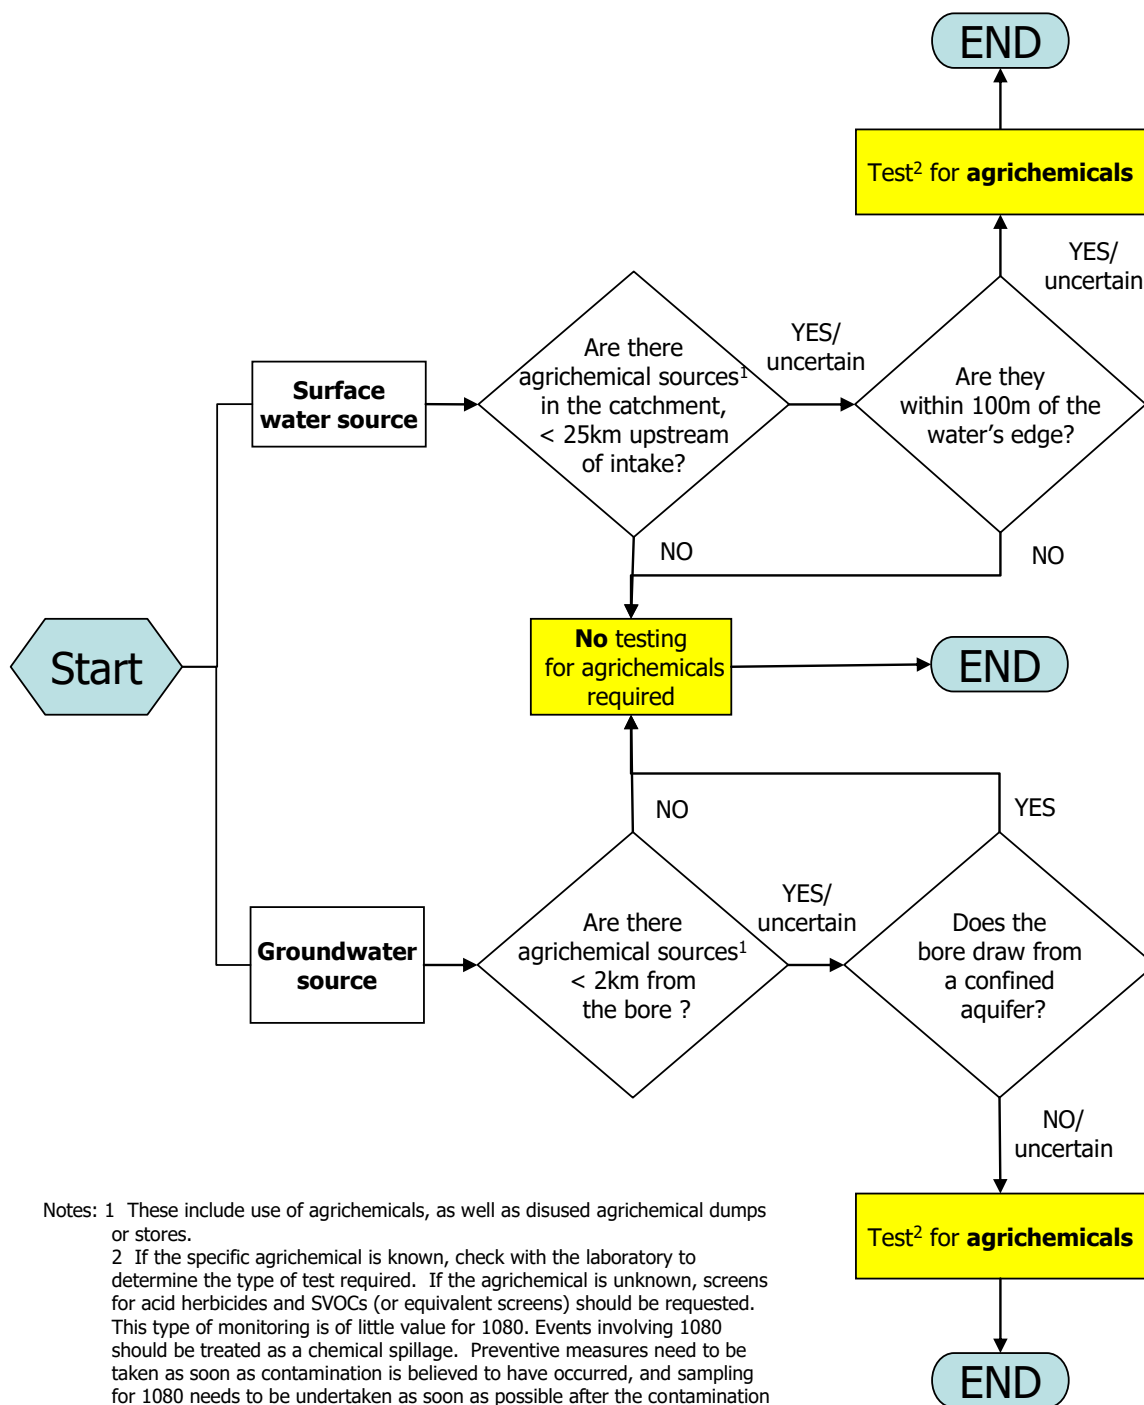 END
Test² for agrichemicals
YES/
uncertain
Are there
agrichemical sources¹
in the catchment,
< 25km upstream
of intake?
YES/
uncertain
Are they
within 100m of the
water's edge?
Surface
water source
NO
NO
Start
No testing
for agrichemicals
required
END
NO
YES
Groundwater
source
Are there
agrichemical sources¹
< 2km from
the bore ?
YES/
uncertain
Does the
bore draw from
a confined
aquifer?
NO/
uncertain
Test² for agrichemicals
END
Notes: 1 These include use of agrichemicals, as well as disused agrichemical dumps
or stores.
2 If the specific agrichemical is known, check with the laboratory to
determine the type of test required. If the agrichemical is unknown, screens
for acid herbicides and SVOCs (or equivalent screens) should be requested.
This type of monitoring is of little value for 1080. Events involving 1080
should be treated as a chemical spillage. Preventive measures need to be
taken as soon as contamination is believed to have occurred, and sampling
for 1080 needs to be undertaken as soon as possible after the contamination